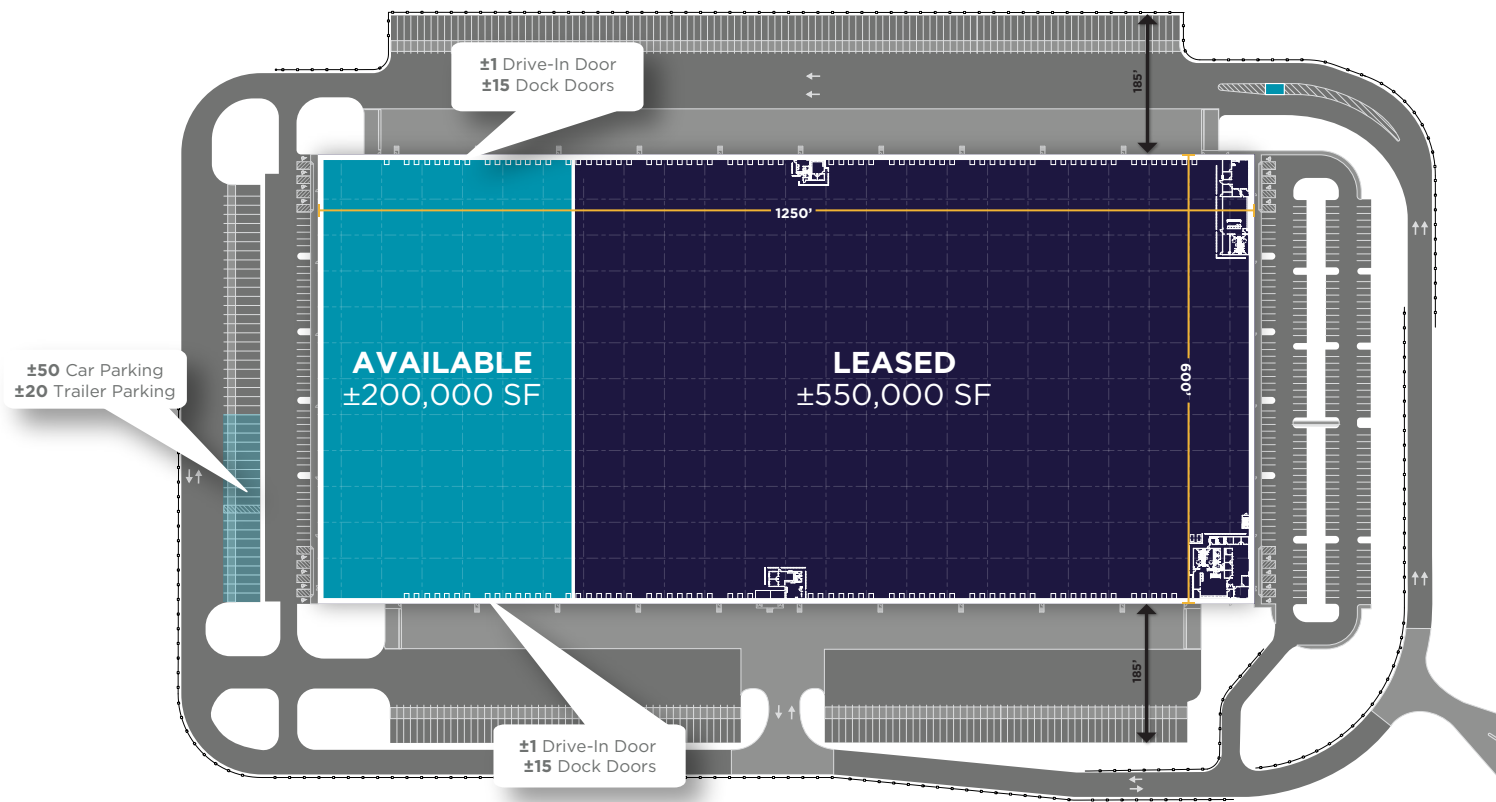 ±1 Drive-In Door
±15 Dock Doors
185'
1250'
±50 Car Parking
±20 Trailer Parking
AVAILABLE
±200,000 SF
LEASED
±550,000 SF
600'
185'
±1 Drive-In Door
±15 Dock Doors